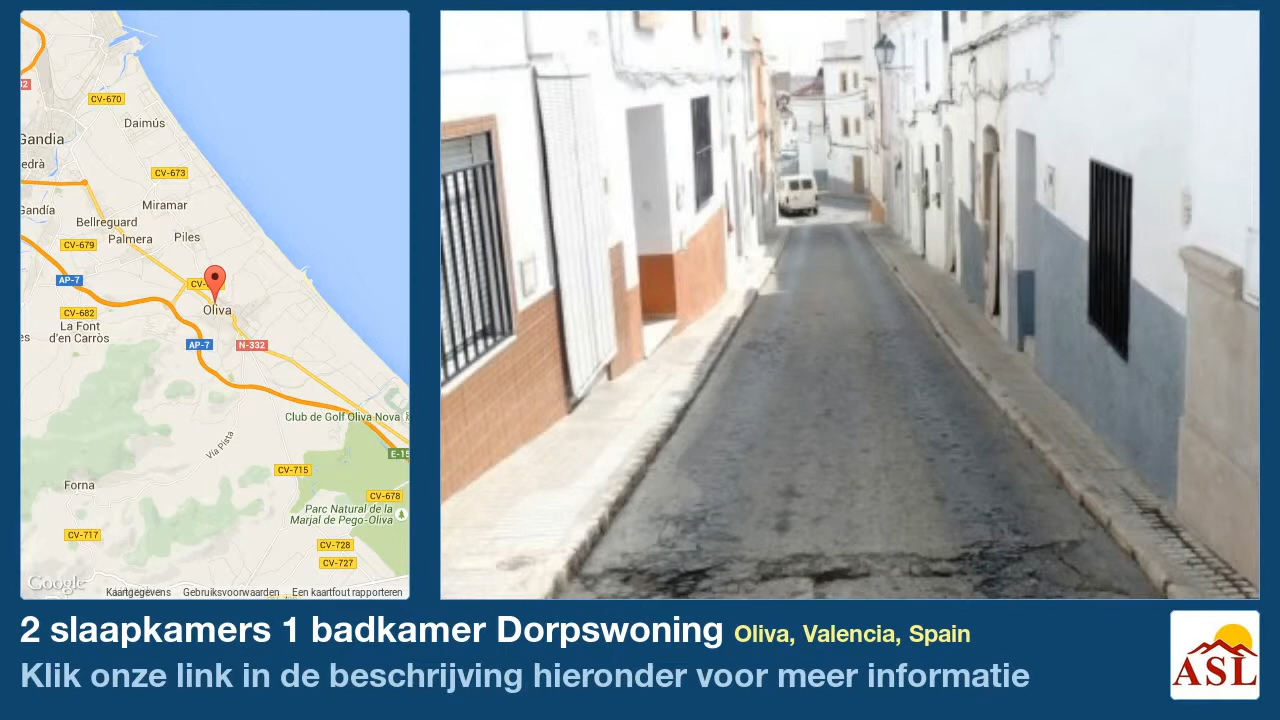 CV-670
Gandia
Daimús
CV-673
Miramar
Gandía
Bellreguard
Palmera
Piles
CV-679
AP-7
Oliva
CV-682
La Font
d'en Carròs
AP-7
N-332
Club de Golf Oliva Nova
Via Pista
CV-715
Forna
CV-678
Parc Natural de la
Marjal de Pego-Oliva
CV-717
CV-728
CV-727
Google
Kaartgegevens Gebruiksvoorwaarden Een kaartfout rapporteren
2 slaapkamers 1 badkamer Dorpswoning Oliva, Valencia, Spain
Klik onze link in de beschrijving hieronder voor meer informatie
ASL